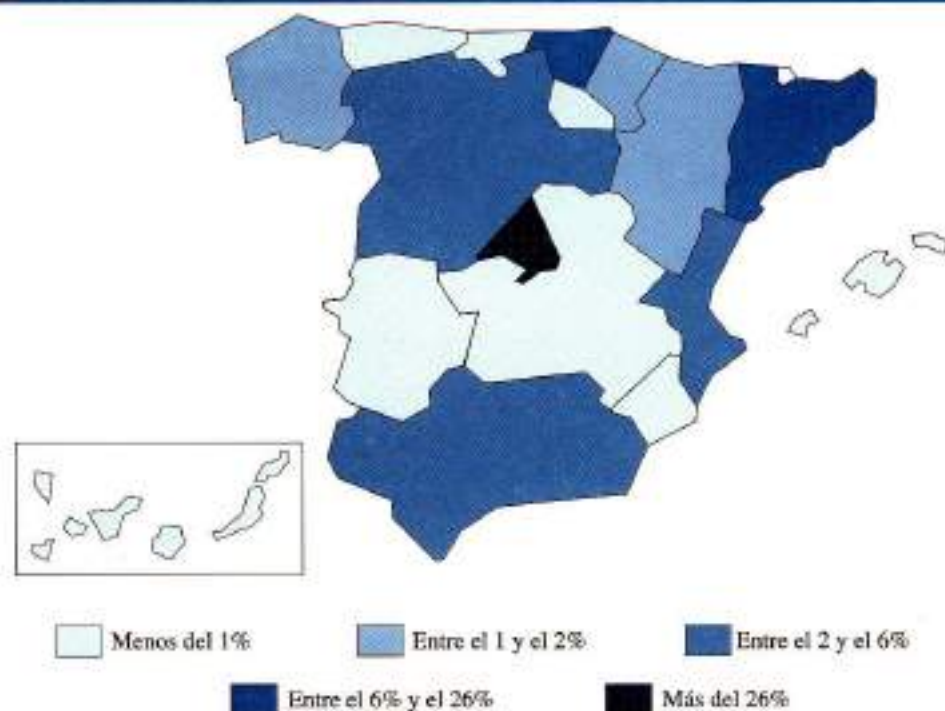 Menos del 1%
Entre el 1 y el 2%
Entre el 2 y el 6%
Entre el 6% y el 26%
Más del 26%